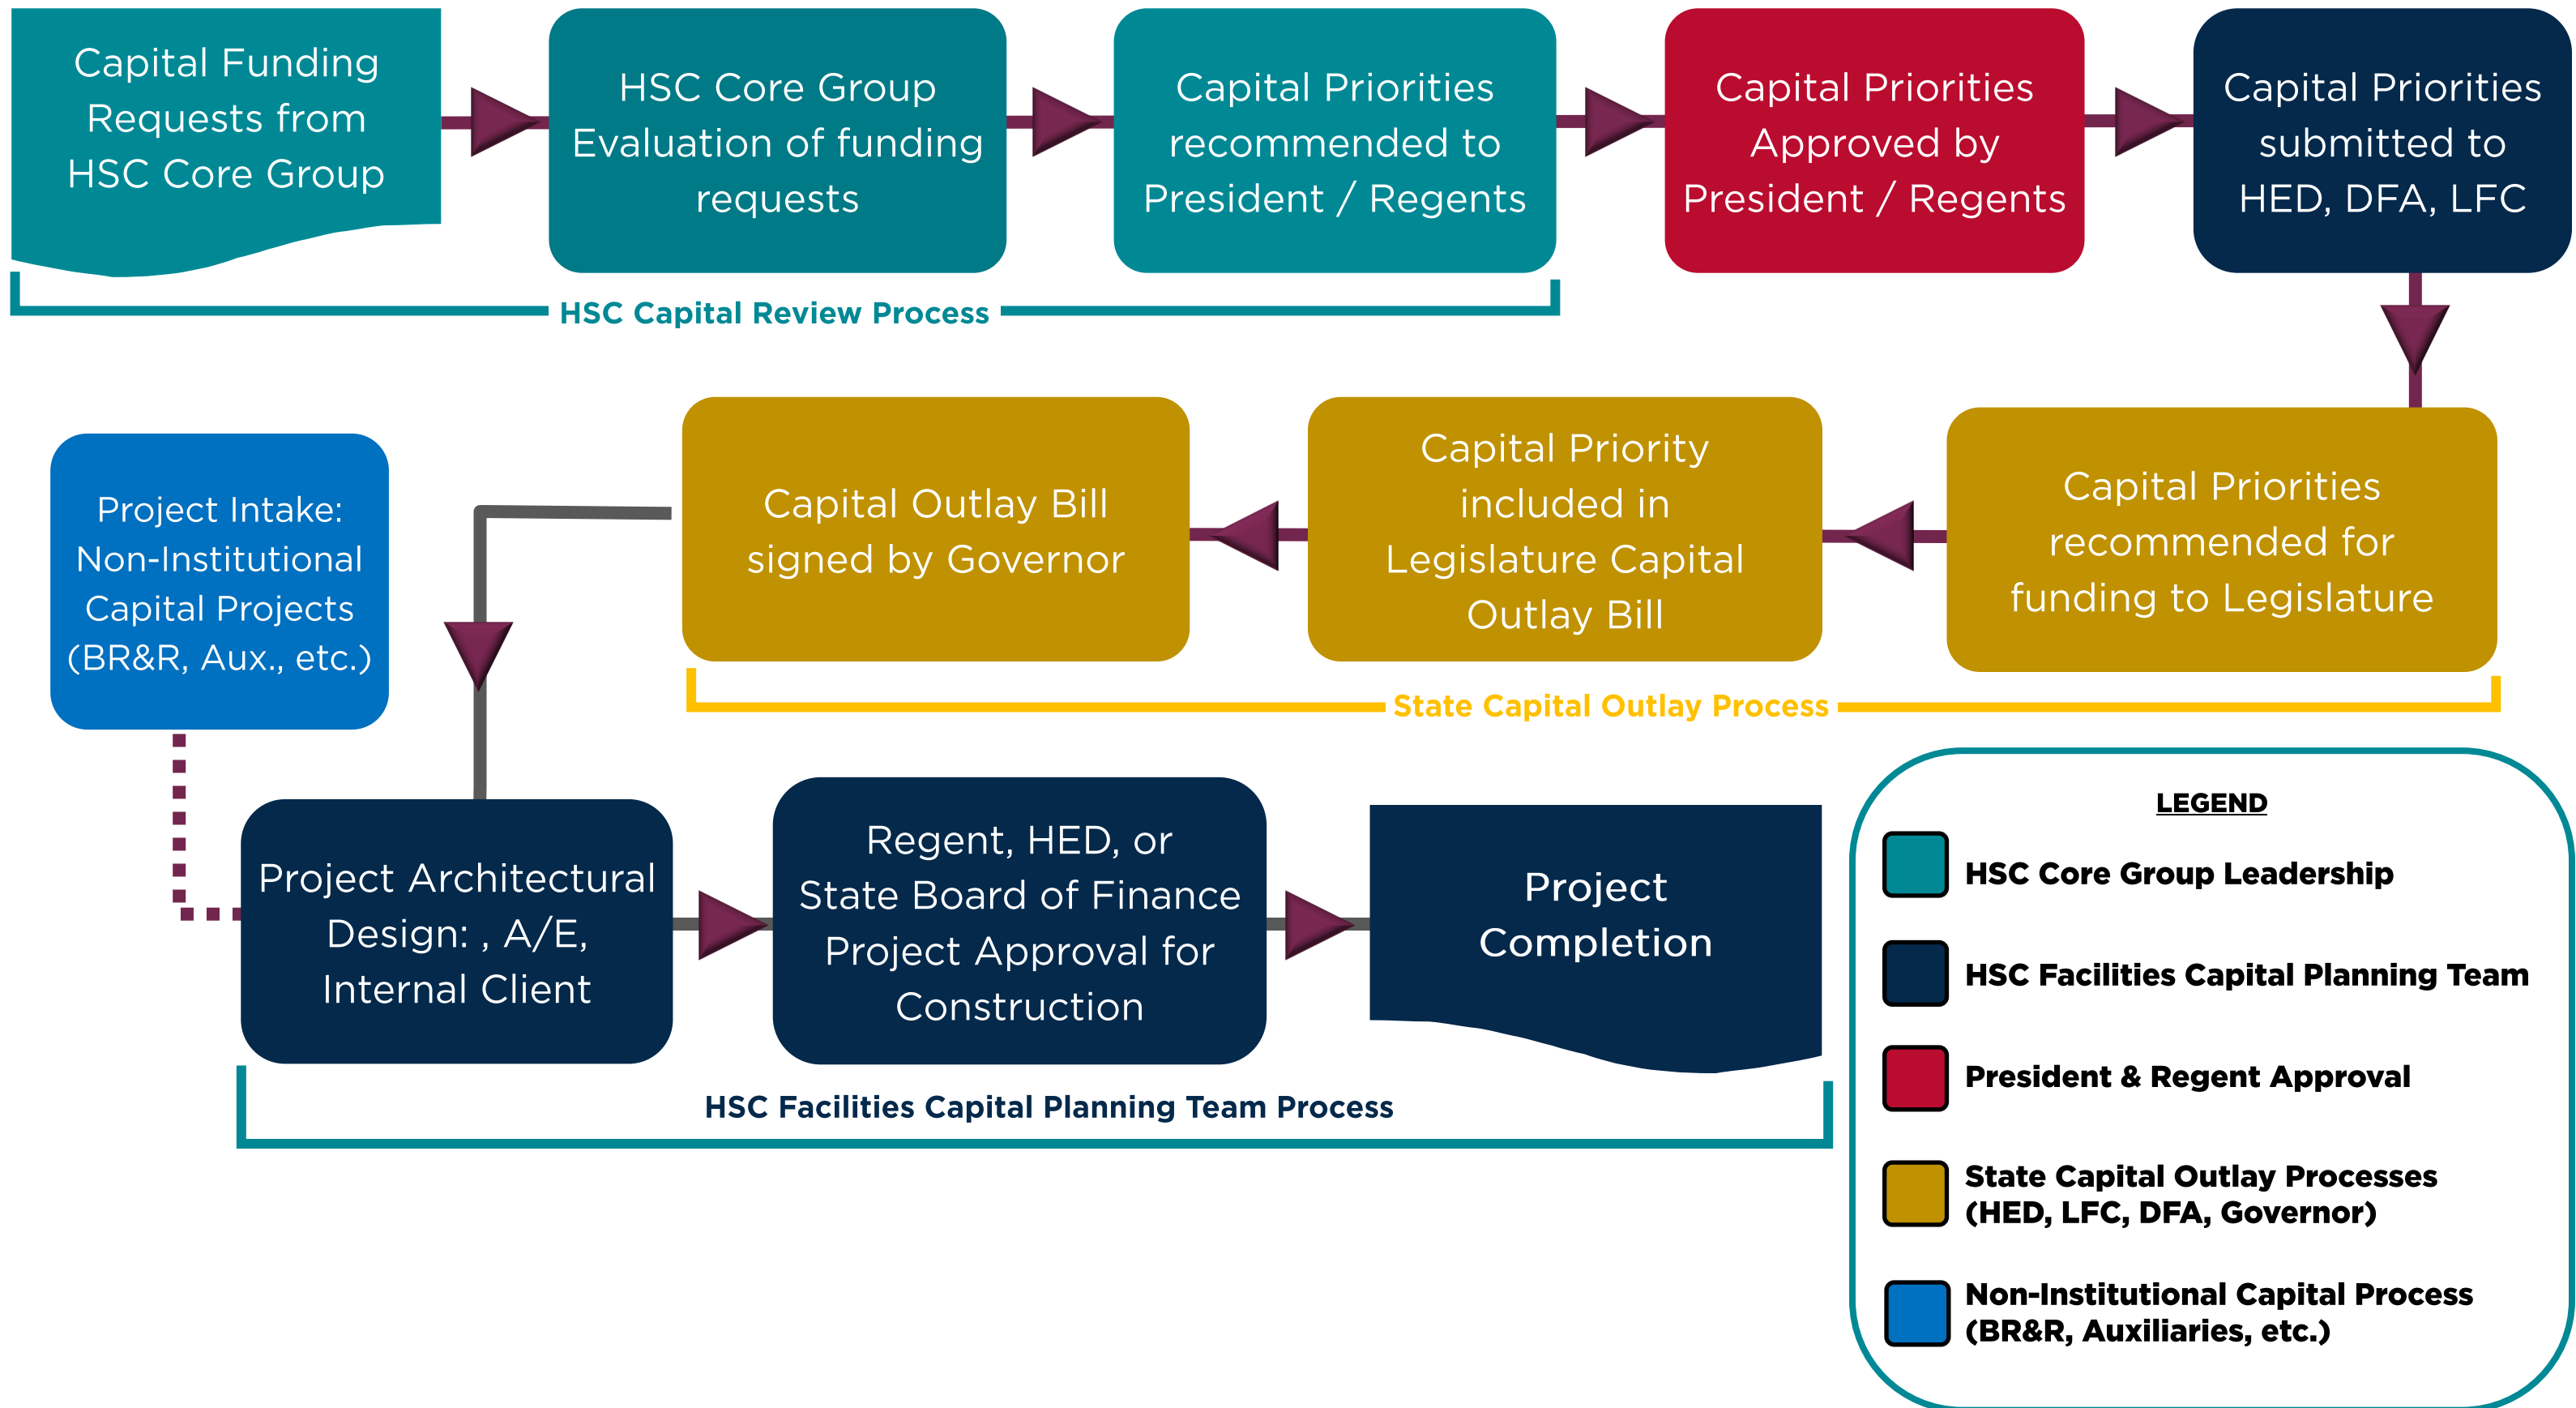 Capital Funding
Requests from
HSC Core Group
HSC Core Group
Evaluation of funding
requests
Capital Priorities
recommended to
President / Regents
Capital Priorities
Approved by
President / Regents
Capital Priorities
submitted to
HED, DFA, LFC
HSC Capital Review Process
Capital Priorities
recommended for
funding to Legislature
Capital Priority
included in
Legislature Capital
Outlay Bill
Capital Outlay Bill
signed by Governor
State Capital Outlay Process
Project Intake:
Non-Institutional
Capital Projects
(BR&R, Aux., etc.)
Project Architectural
Design: , A/E,
Internal Client
Regent, HED, or
State Board of Finance
Project Approval for
Construction
Project
Completion
HSC Facilities Capital Planning Team Process
LEGEND
HSC Core Group Leadership
HSC Facilities Capital Planning Team
President & Regent Approval
State Capital Outlay Processes
(HED, LFC, DFA, Governor)
Non-Institutional Capital Process
(BR&R, Auxiliaries, etc.)